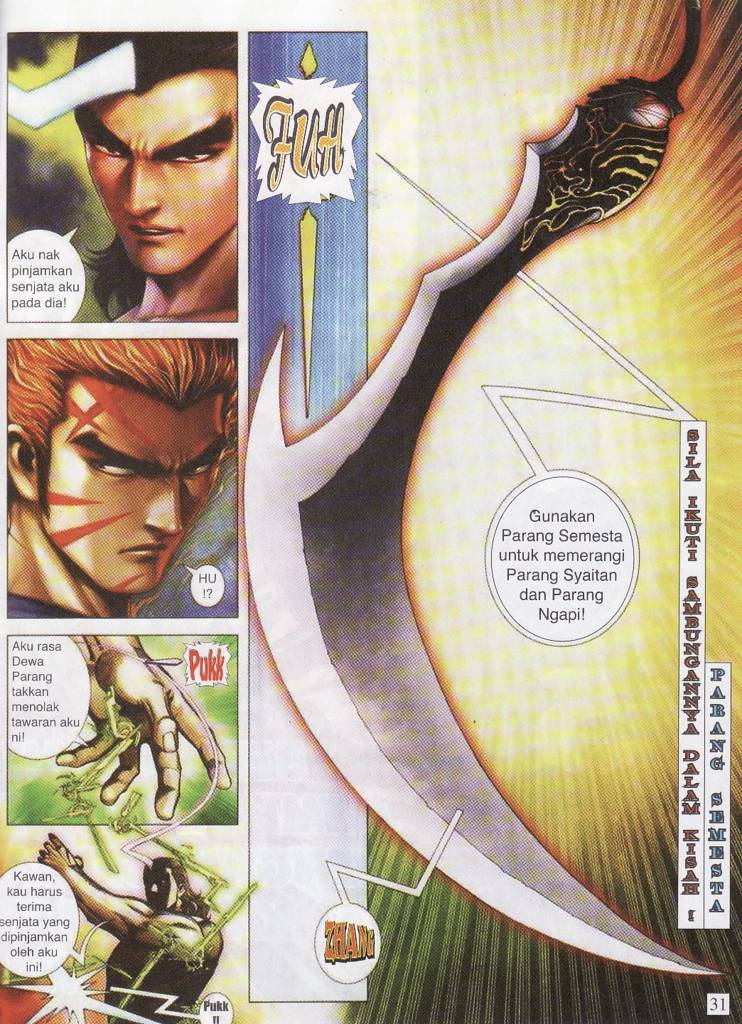 Aku nak
pinjamkan
senjata aku
pada dia!
FUH
HU
!?
Aku rasa
Dewa
Parang
takkan
menolak
tawaran aku
ni!
Pukk
Kawan,
kau harus
terima
senjata yang
dipinjamkan
oleh aku
ini!
Pukk
!!
ZHANG
Gunakan
Parang Semesta
untuk memerangi
Parang Syaitan
dan Parang
Ngapi!
SILA IKUTI SAMBUNGANNYA DALAM KISAH :
PARANG SEMESTA
31